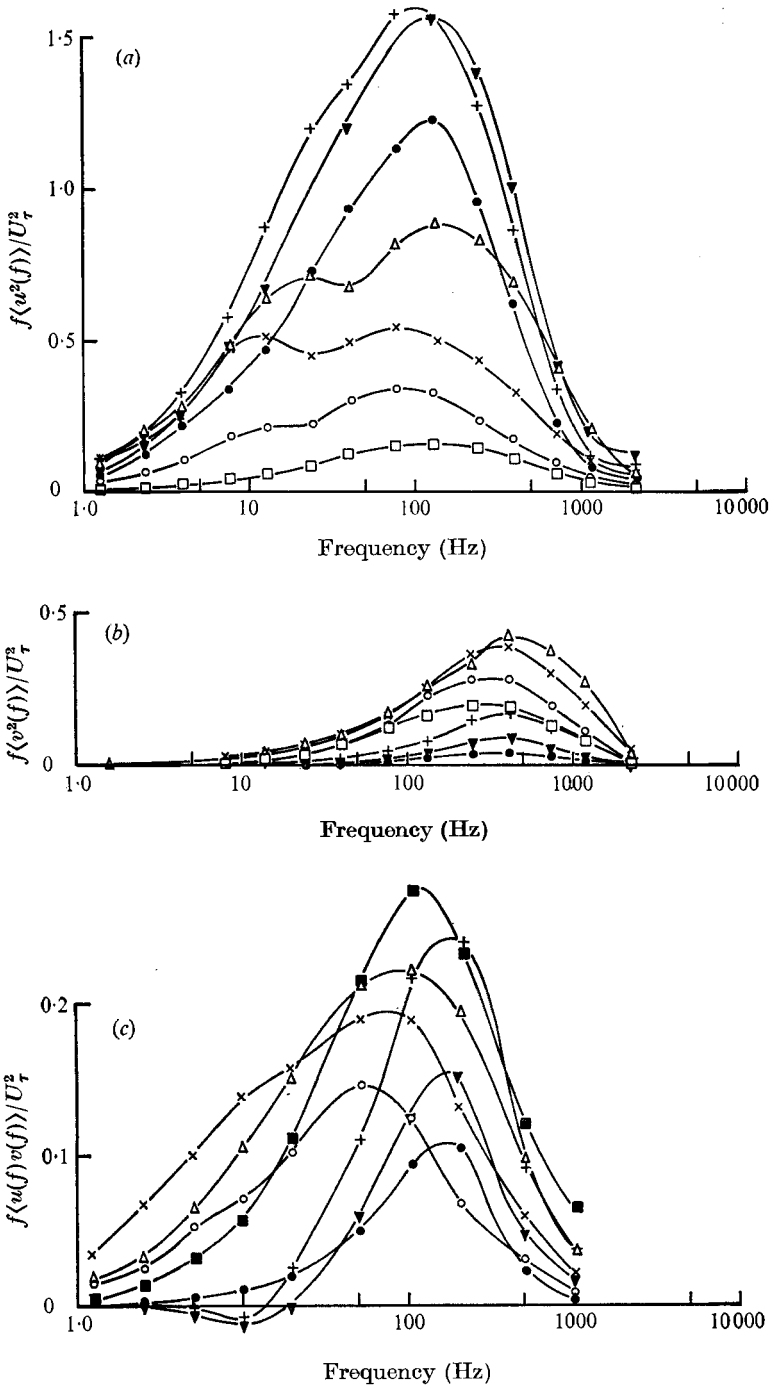 (a)
1·5
1·0
0·5
0
f⟨u²(f)⟩/U²τ
1·0 10 100 1000 10000
Frequency (Hz)
(b)
0·5
0
f⟨v²(f)⟩/U²τ
1·0 10 100 1000 10000
Frequency (Hz)
(c)
0·2
0·1
0
f⟨u(f)v(f)⟩/U²τ
1·0 100 1000 10000
Frequency (Hz)